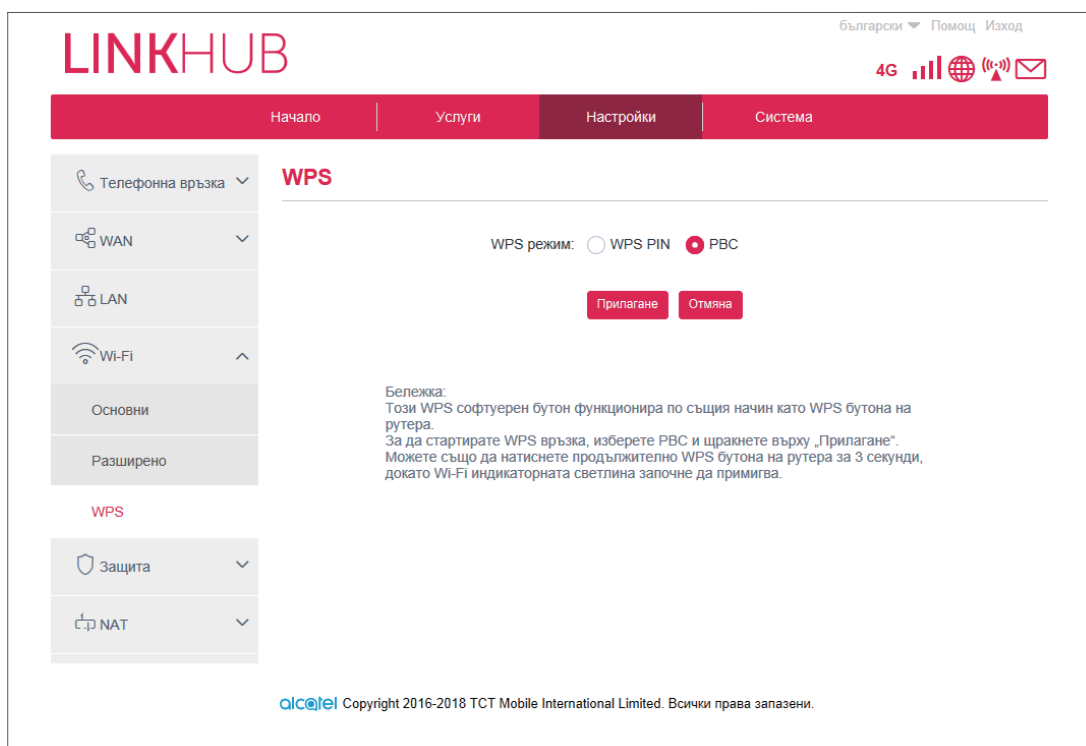 български Помощ Изход
LINKHUB
4G
Начало Услуги Настройки Система
Телефонна връзка
WAN
LAN
Wi-Fi
Основни
Разширено
WPS
Защита
NAT
WPS
WPS режим: WPS PIN PBC
Прилагане Отмяна
Бележка:
Този WPS софтуерен бутон функционира по същия начин като WPS бутона на
рутера.
За да стартирате WPS връзка, изберете PBC и щракнете върху „Прилагане“.
Можете също да натиснете продължително WPS бутона на рутера за 3 секунди,
докато Wi-Fi индикаторната светлина започне да примигва.
alcatel Copyright 2016-2018 TCT Mobile International Limited. Всички права запазени.